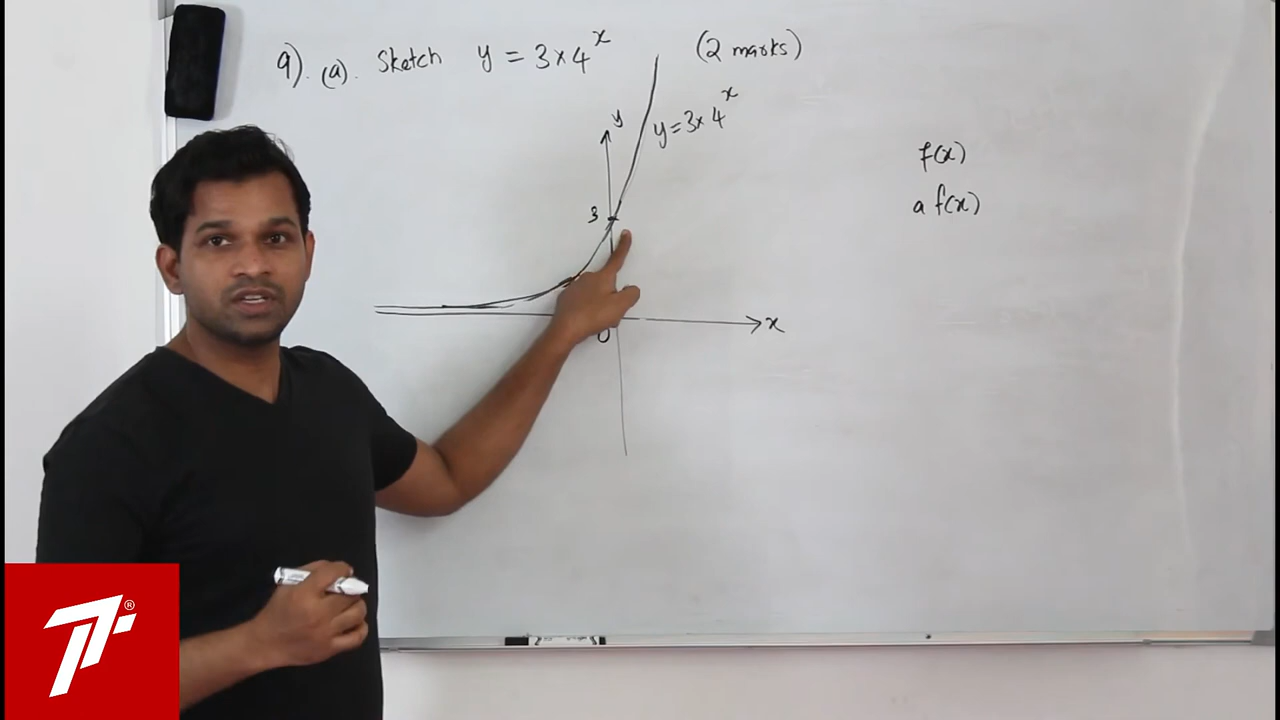 9). (a). Sketch y = 3×4^x (2 marks)
y
y=3×4^x
3
x
0
f(x)
a f(x)
®